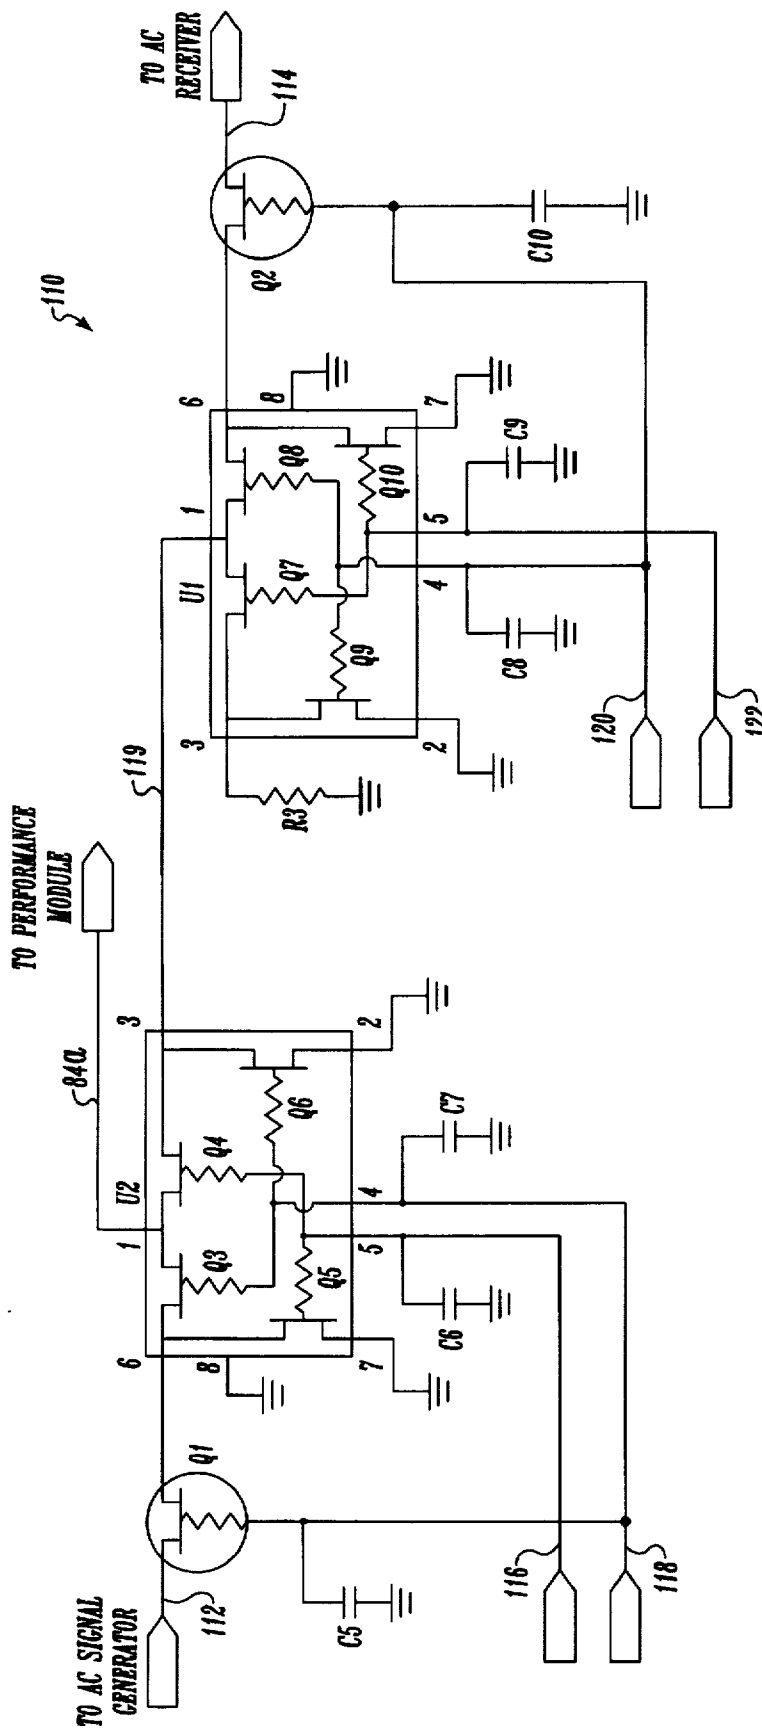 110
TO AC
RECEIVER
114
Q2
C10
6
8
1
U1
3
Q8
Q7
Q10
Q9
7
5
4
2
C9
C8
R3
120
122
119
TO PERFORMANCE
MODULE
84a
3
U2
1
6
8
Q4
Q3
Q6
Q5
2
4
5
7
C7
C6
Q1
TO AC SIGNAL
GENERATOR
112
C5
116
118